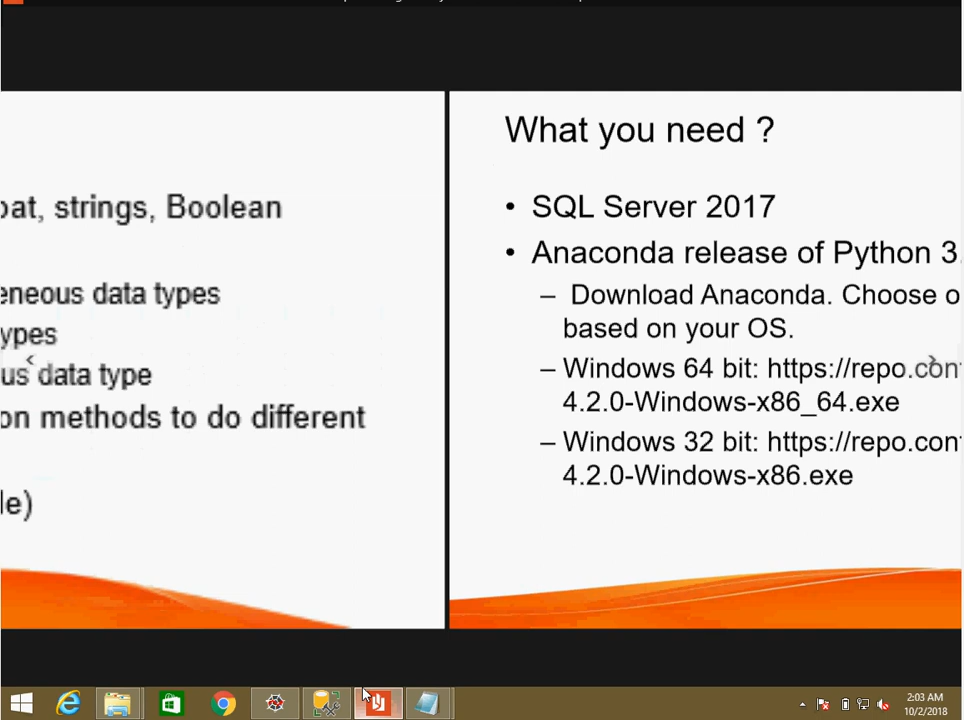 oat, strings, Boolean
eneous data types
ypes
us data type
on methods to do different
le)
What you need ?
• SQL Server 2017
• Anaconda release of Python 3.
– Download Anaconda. Choose o
based on your OS.
– Windows 64 bit: https://repo.con
4.2.0-Windows-x86_64.exe
– Windows 32 bit: https://repo.con
4.2.0-Windows-x86.exe
2:03 AM
10/2/2018